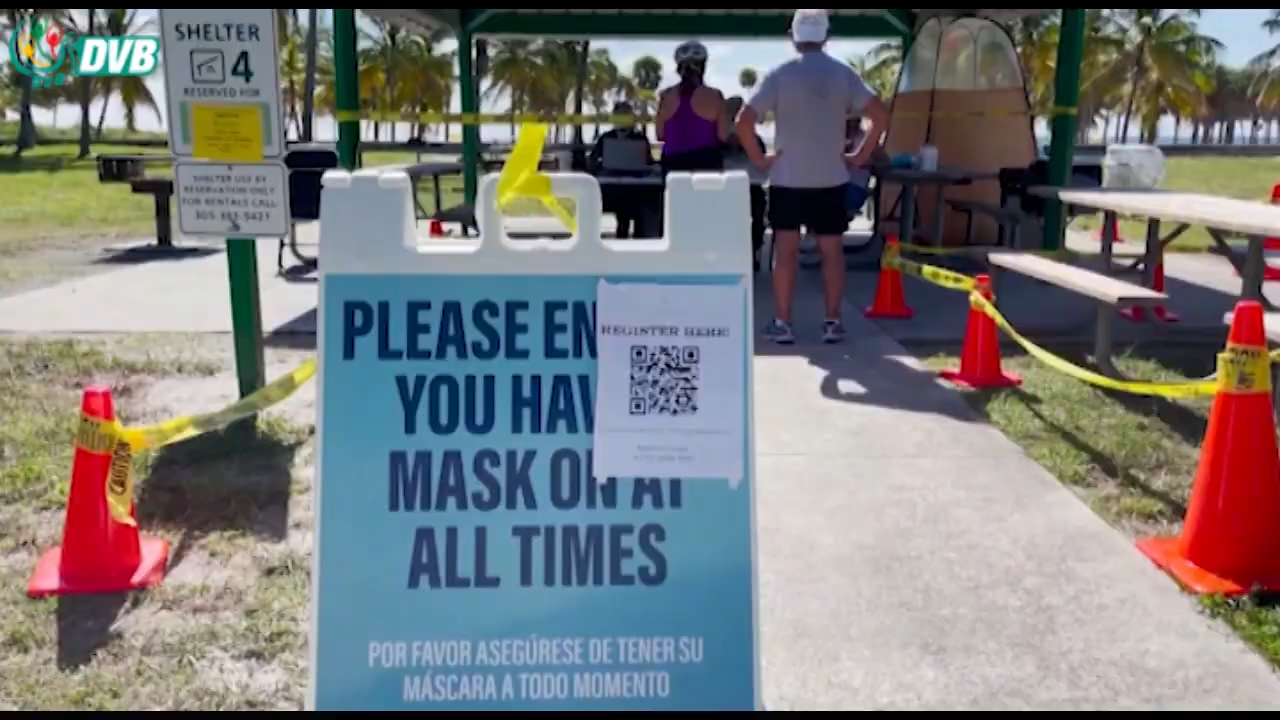 DVB
SHELTER
4
RESERVED FOR
SHELTER USE BY
RESERVATION ONLY
FOR RENTALS CALL:
PLEASE EN
YOU HAV
MASK ON AT
ALL TIMES
REGISTER HERE!
POR FAVOR ASEGÚRESE DE TENER SU
MÁSCARA A TODO MOMENTO
CAUTION